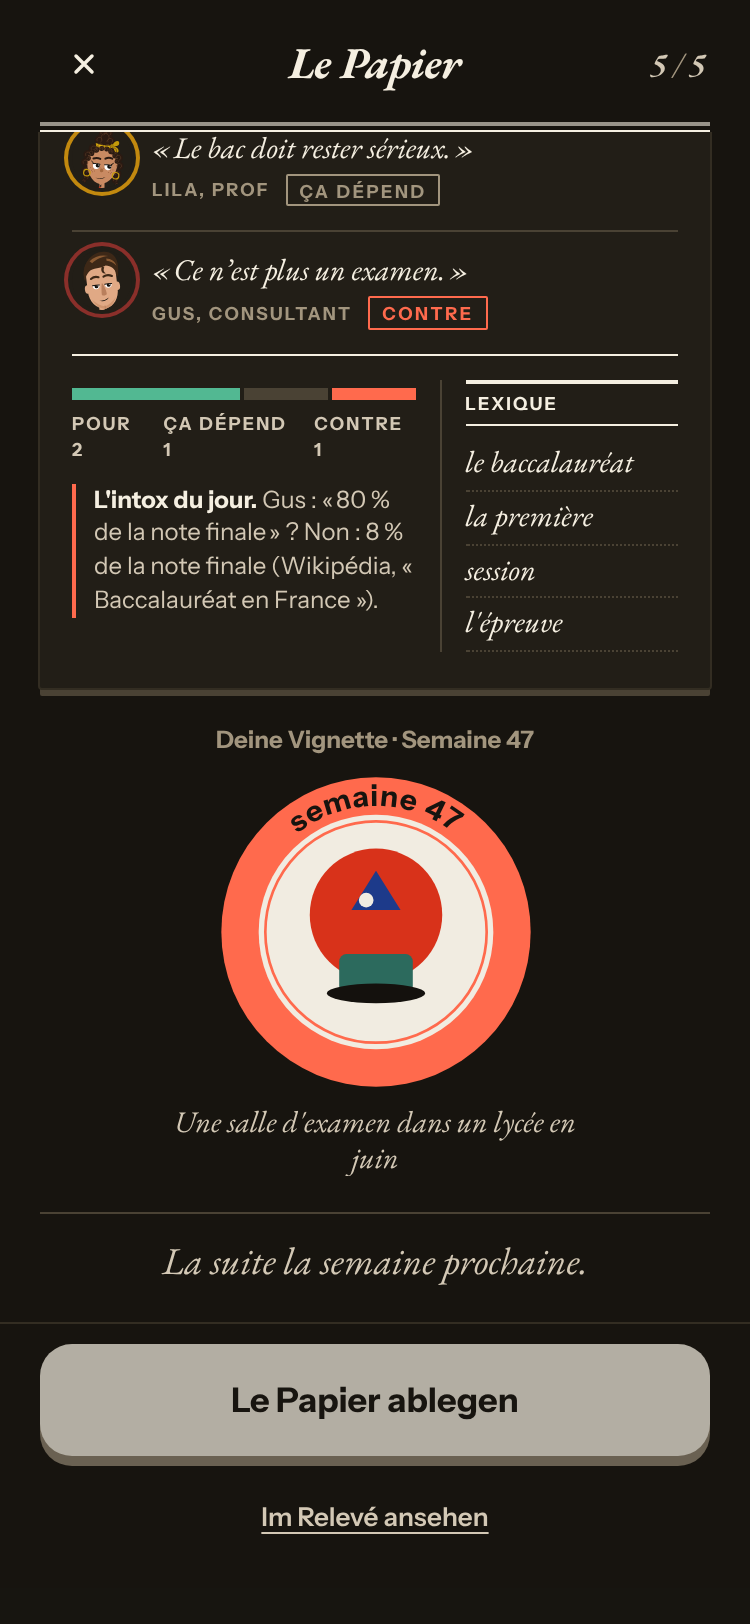 Le Papier
5 / 5
« Le bac doit rester sérieux. »
LILA, PROF
ÇA DÉPEND
« Ce n’est plus un examen. »
GUS, CONSULTANT
CONTRE
POUR
2
ÇA DÉPEND
1
CONTRE
1
L'intox du jour. Gus : « 80 %
de la note finale » ? Non : 8 %
de la note finale (Wikipédia, «
Baccalauréat en France »).
LEXIQUE
le baccalauréat
la première
session
l'épreuve
Deine Vignette · Semaine 47
semaine 47
Une salle d'examen dans un lycée en
juin
La suite la semaine prochaine.
Le Papier ablegen
Im Relevé ansehen